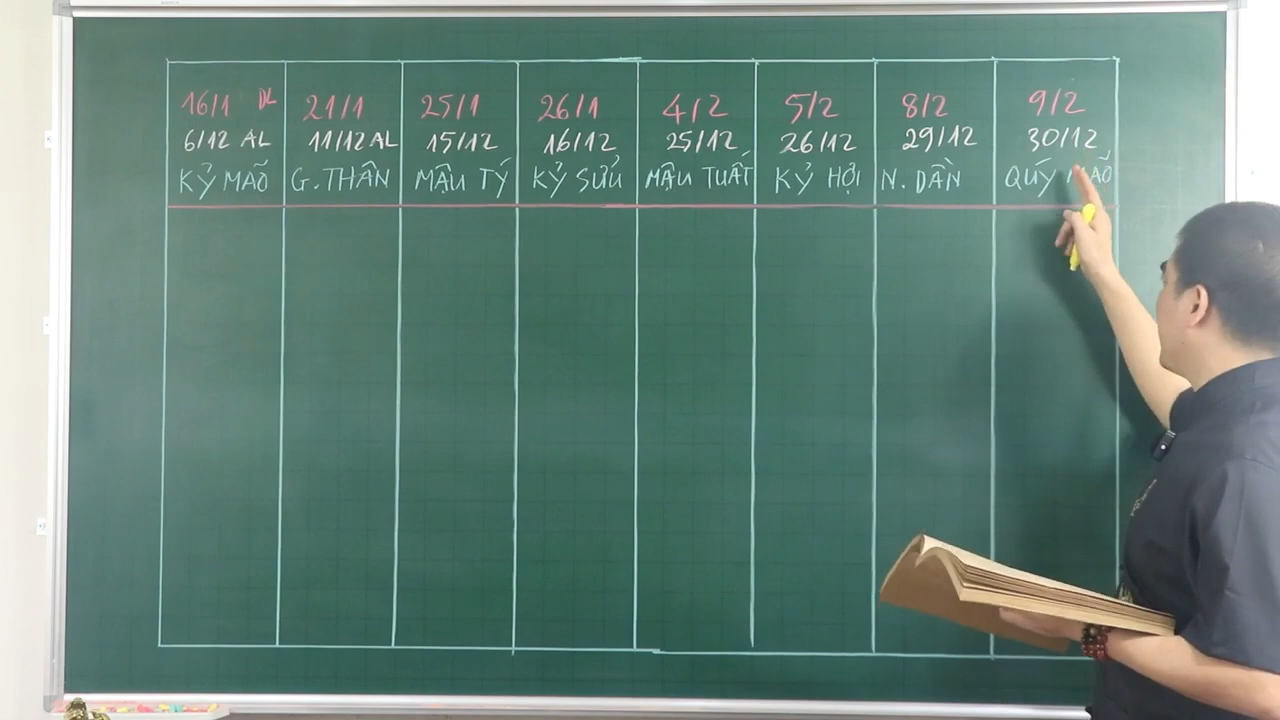 16/1 DL 21/1 25/1 26/1 4/2 5/2 8/2 9/2
6/12 AL 11/12 AL 15/12 16/12 25/12 26/12 29/12 30/12
KỶ MÃO G. THÂN MẬU TÝ KỶ SỬU MẬU TUẤT KỶ HỢI N. DẦN QUÝ MÃO